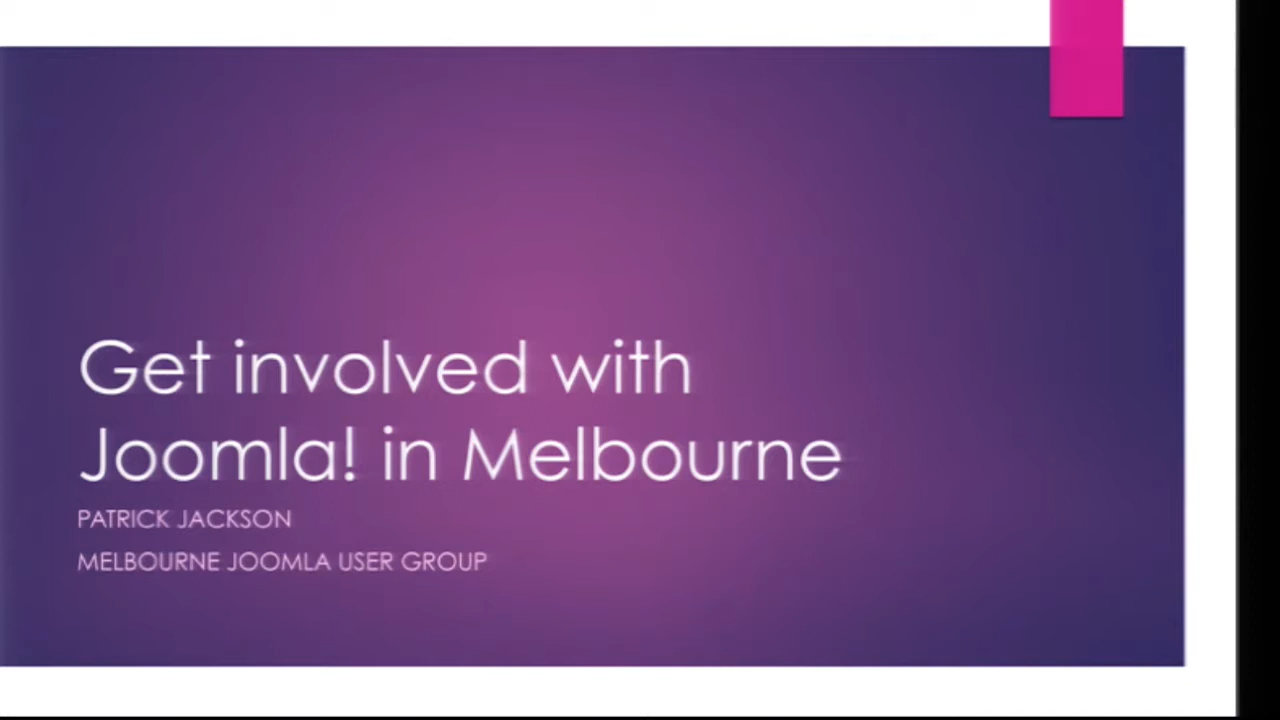 Get involved with
Joomla! in Melbourne
PATRICK JACKSON
MELBOURNE JOOMLA USER GROUP